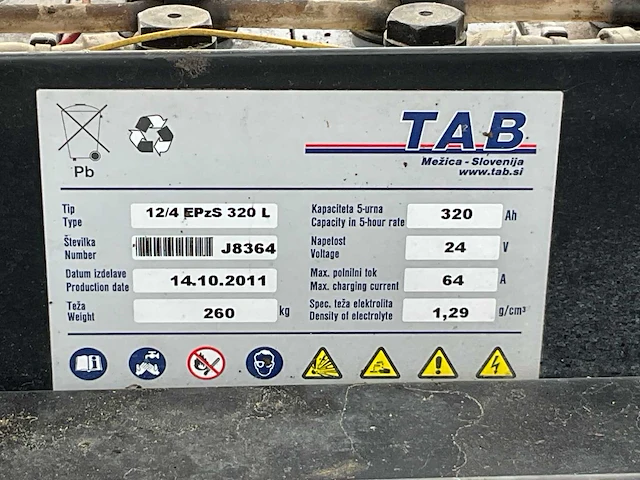 Pb
TAB
Mežica - Slovenija
www.tab.si
Tip
Type
12/4 EPzS 320 L
Kapaciteta 5-urna
Capacity in 5-hour rate
320 Ah
Številka
Number
J8364
Napetost
Voltage
24 V
Datum izdelave
Production date
14.10.2011
Max. polnilni tok
Max. charging current
64 A
Teža
Weight
260 kg
Spec. teža elektrolita
Density of electrolyte
1,29 g/cm³